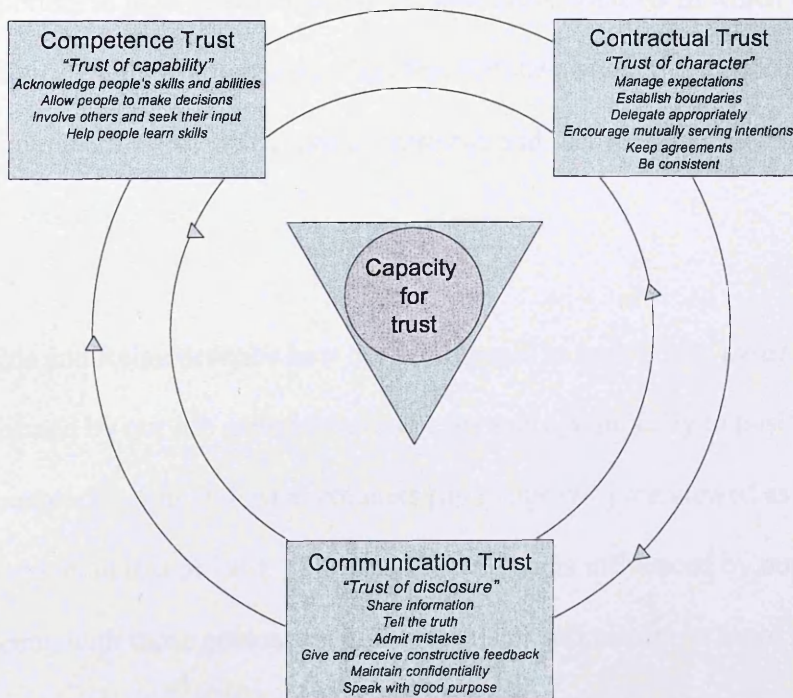 Competence Trust
“Trust of capability”
Acknowledge people's skills and abilities
Allow people to make decisions
Involve others and seek their input
Help people learn skills
Contractual Trust
“Trust of character”
Manage expectations
Establish boundaries
Delegate appropriately
Encourage mutually serving intentions
Keep agreements
Be consistent
Capacity
for
trust
Communication Trust
“Trust of disclosure”
Share information
Tell the truth
Admit mistakes
Give and receive constructive feedback
Maintain confidentiality
Speak with good purpose